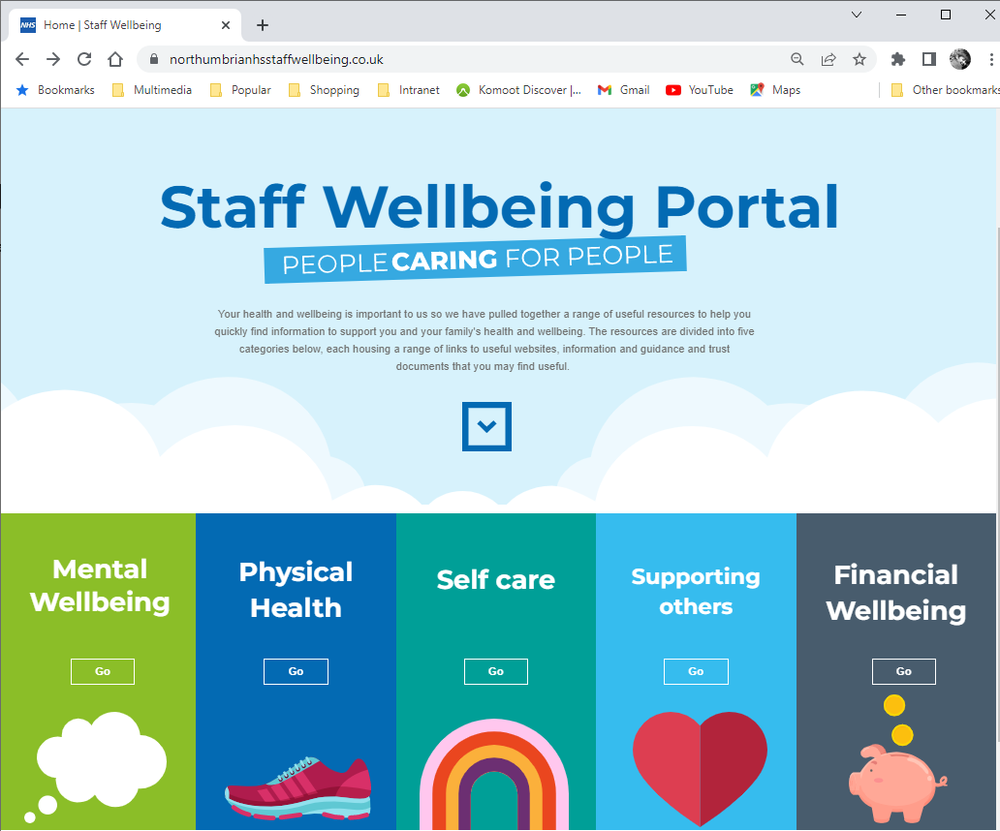 NHS Home | Staff Wellbeing
northumbrianhsstaffwellbeing.co.uk
Bookmarks Multimedia Popular Shopping Intranet Komoot Discover |... Gmail YouTube Maps Other bookmarks
Staff Wellbeing Portal
PEOPLE CARING FOR PEOPLE
Your health and wellbeing is important to us so we have pulled together a range of useful resources to help you
quickly find information to support you and your family's health and wellbeing. The resources are divided into five
categories below, each housing a range of links to useful websites, information and guidance and trust
documents that you may find useful.
Mental
Wellbeing
Go
Physical
Health
Go
Self care
Go
Supporting
others
Go
Financial
Wellbeing
Go